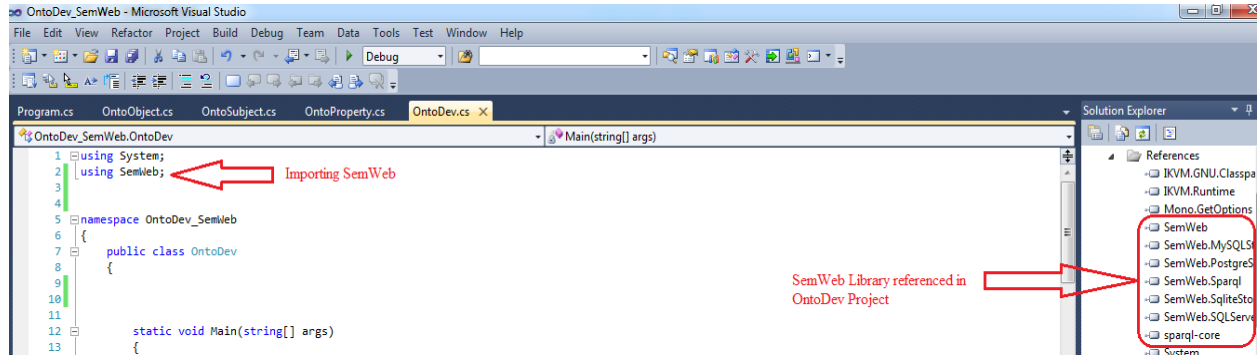 OntoDev_SemWeb - Microsoft Visual Studio
File Edit View Refactor Project Build Debug Team Data Tools Test Window Help
Debug
Program.cs OntoObject.cs OntoSubject.cs OntoProperty.cs OntoDev.cs
Solution Explorer
OntoDev_SemWeb.OntoDev
Main(string[] args)
1 using System;
2 using SemWeb;
Importing SemWeb
3
4
5 namespace OntoDev_SemWeb
6 {
7 public class OntoDev
8 {
9
10
11
12 static void Main(string[] args)
13 {
SemWeb Library referenced in
OntoDev Project
References
IKVM.GNU.Classpa
IKVM.Runtime
Mono.GetOptions
SemWeb
SemWeb.MySQLSt
SemWeb.PostgreS
SemWeb.Sparql
SemWeb.SqliteSto
SemWeb.SQLServe
sparql-core
System